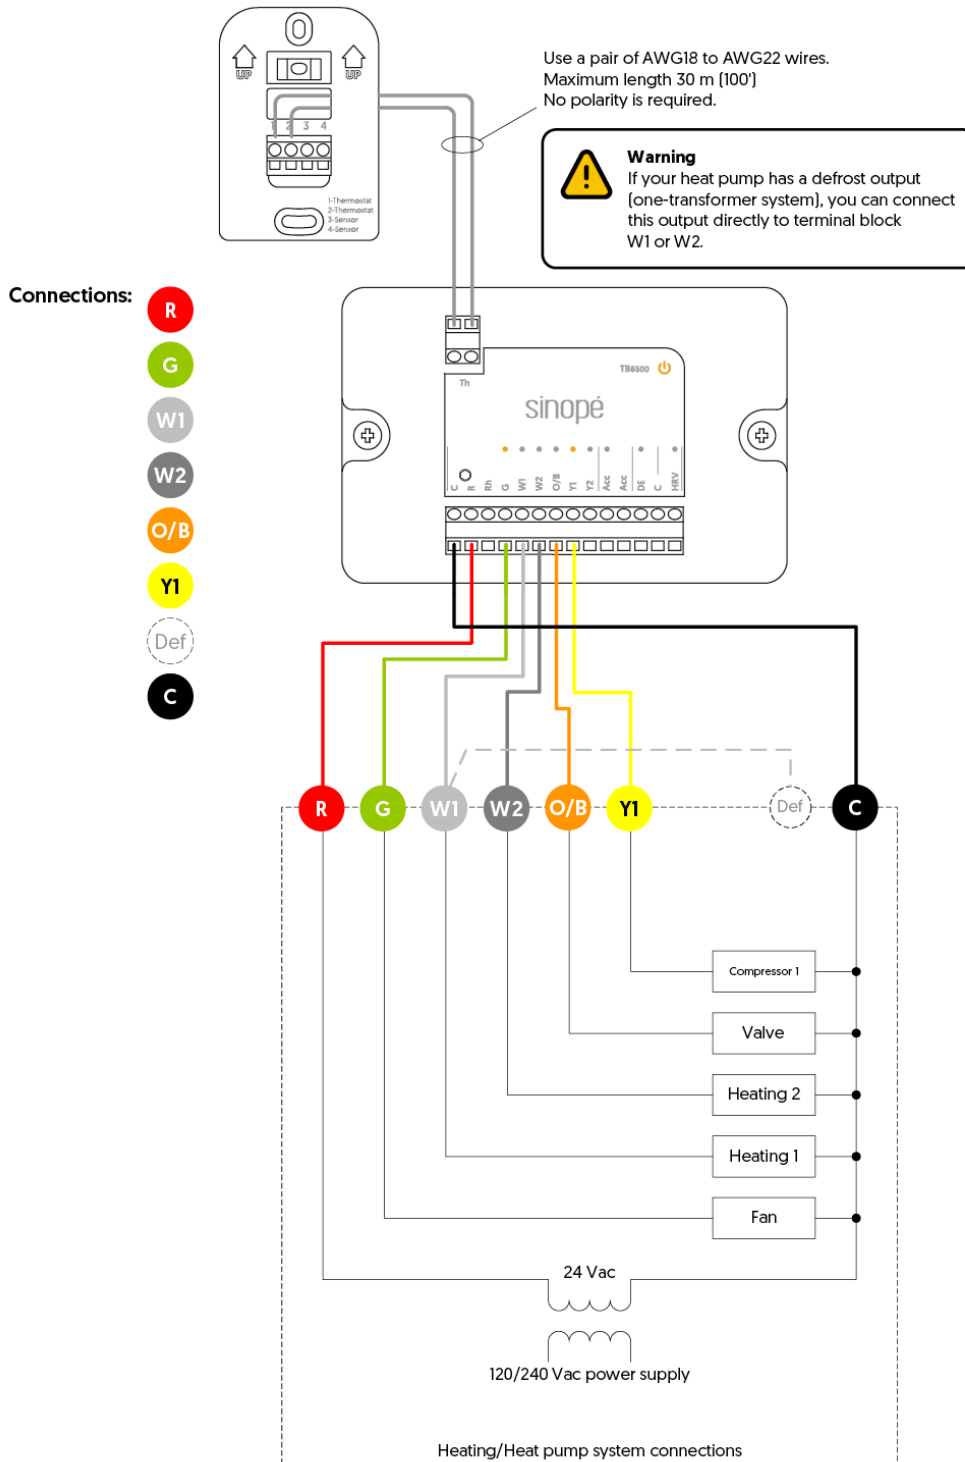 UP
UP
1 2 3 4
1-Thermostat
2-Thermostat
3-Sensor
4-Sensor
Use a pair of AWG18 to AWG22 wires.
Maximum length 30 m (100')
No polarity is required.
Warning
If your heat pump has a defrost output
(one-transformer system), you can connect
this output directly to terminal block
W1 or W2.
Connections:
R
G
W1
W2
O/B
Y1
Def
C
Th
TB6500
sinopé
C R Rh G W1 W2 O/B Y1 Y2 Acc Acc DE C HRV
R G W1 W2 O/B Y1 Def C
Compressor 1
Valve
Heating 2
Heating 1
Fan
24 Vac
120/240 Vac power supply
Heating/Heat pump system connections